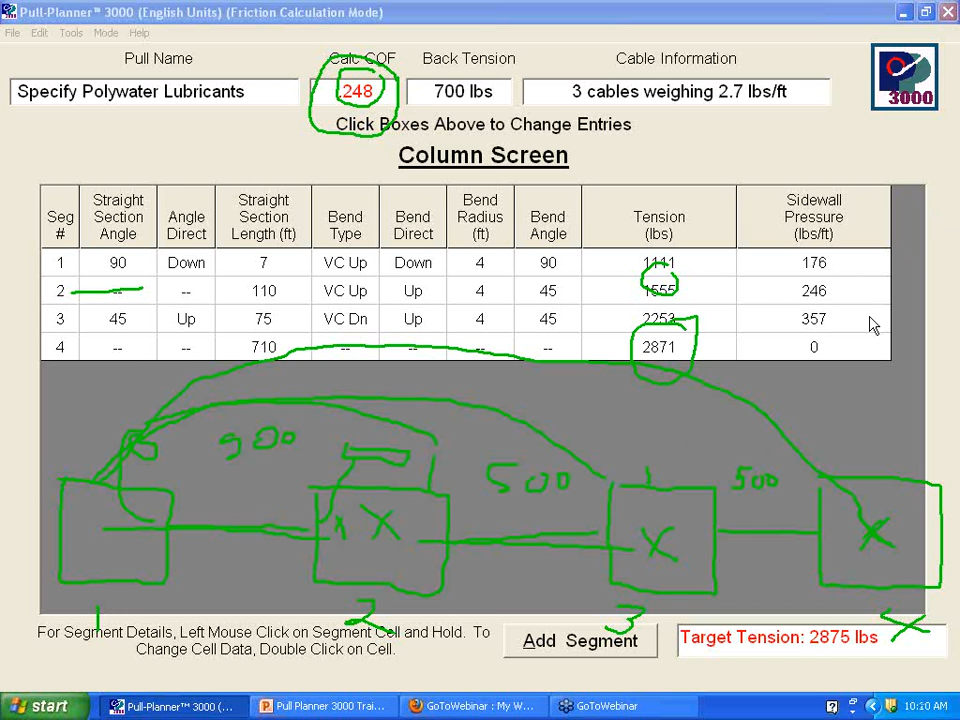 Pull-Planner™ 3000 (English Units) (Friction Calculation Mode)
File Edit Tools Mode Help
Pull Name Calc COF Back Tension Cable Information
Specify Polywater Lubricants .248 700 lbs 3 cables weighing 2.7 lbs/ft
3000
Click Boxes Above to Change Entries
Column Screen
Seg # Straight Section Angle Angle Direct Straight Section Length (ft) Bend Type Bend Direct Bend Radius (ft) Bend Angle Tension (lbs) Sidewall Pressure (lbs/ft)
1 90 Down 7 VC Up Down 4 90 1111 176
2 -- -- 110 VC Up Up 4 45 1555 246
3 45 Up 75 VC Dn Up 4 45 2253 357
4 -- -- 710 -- -- -- -- 2871 0
900 500 500
X X X X
1 2 3
For Segment Details, Left Mouse Click on Segment Cell and Hold. To
Change Cell Data, Double Click on Cell.
Add Segment
Target Tension: 2875 lbs
start Pull-Planner™ 3000 (... Pull Planner 3000 Trai... GoToWebinar : My W... GoToWebinar 10:10 AM